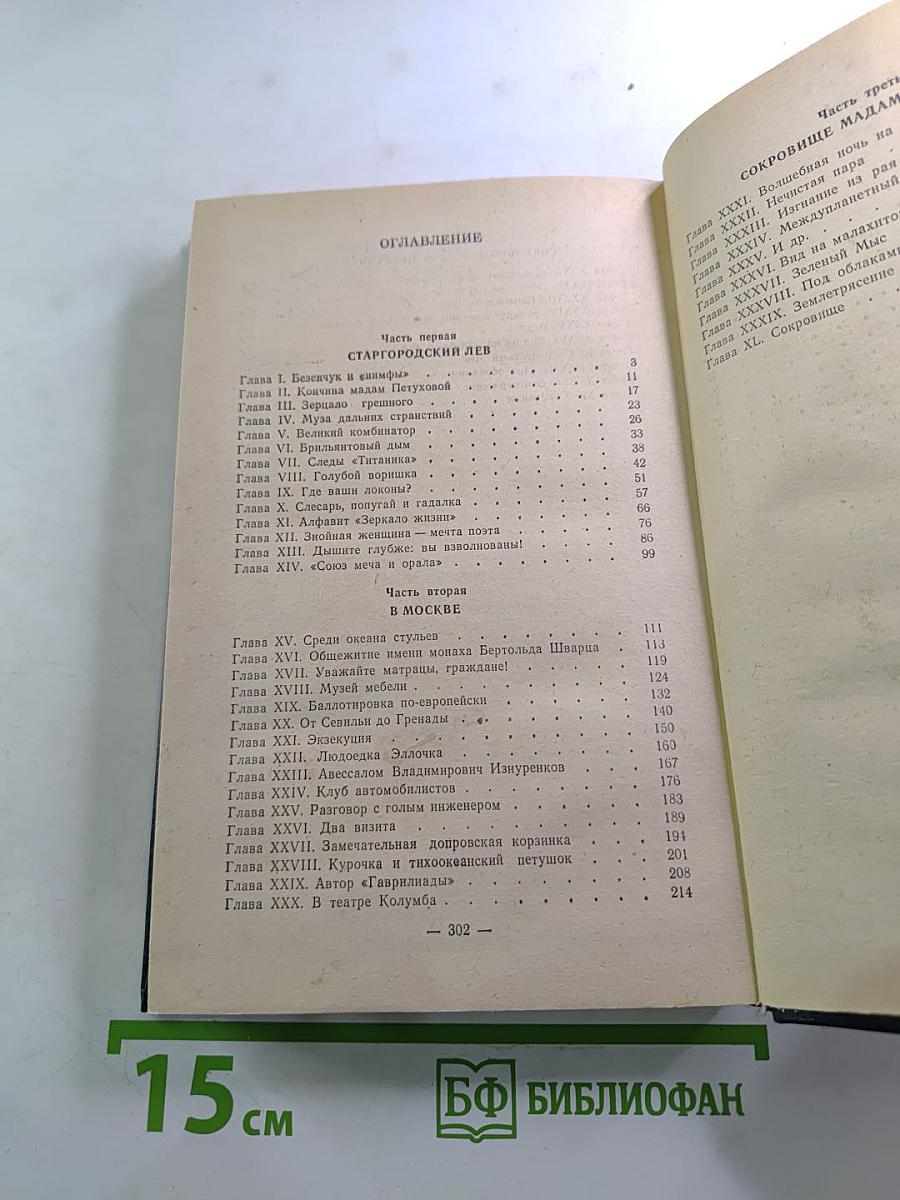 ОГЛАВЛЕНИЕ
Часть первая
СТАРГОРОДСКИЙ ЛЕВ
Глава I. Безенчук и «нимфы» . . . . . . . . . 3
Глава II. Кончина мадам Петуховой . . . . . . . 11
Глава III. Зерцало грешного . . . . . . . . . 17
Глава IV. Муза дальних странствий . . . . . . . 23
Глава V. Великий комбинатор . . . . . . . . . 26
Глава VI. Брильянтовый дым . . . . . . . . . 33
Глава VII. Следы «Титаника» . . . . . . . . . 38
Глава VIII. Голубой воришка . . . . . . . . . 42
Глава IX. Где ваши локоны? . . . . . . . . . 51
Глава X. Слесарь, попугай и гадалка . . . . . . . 57
Глава XI. Алфавит «Зеркало жизни» . . . . . . . 66
Глава XII. Знойная женщина — мечта поэта . . . . . 76
Глава XIII. Дышите глубже: вы взволнованы! . . . . 86
Глава XIV. «Союз меча и орала» . . . . . . . . 99
Часть вторая
В МОСКВЕ
Глава XV. Среди океана стульев . . . . . . . . 111
Глава XVI. Общежитие имени монаха Бертольда Шварца . 113
Глава XVII. Уважайте матрацы, граждане! . . . . . 119
Глава XVIII. Музей мебели . . . . . . . . . . 124
Глава XIX. Баллотировка по-европейски . . . . . . 132
Глава XX. От Севильи до Гренады . . . . . . . 140
Глава XXI. Экзекуция . . . . . . . . . . . 150
Глава XXII. Людоедка Эллочка . . . . . . . . 160
Глава XXIII. Авессалом Владимирович Изнуренков . . . 167
Глава XXIV. Клуб автомобилистов . . . . . . . . 176
Глава XXV. Разговор с голым инженером . . . . . . 183
Глава XXVI. Два визита . . . . . . . . . . 189
Глава XXVII. Замечательная допровская корзинка . . . 194
Глава XXVIII. Курочка и тихоокеанский петушок . . . 201
Глава XXIX. Автор «Гаврилиады» . . . . . . . . 208
Глава XXX. В театре Колумба . . . . . . . . . 214
— 302 —
Часть
СОКРОВИЩЕ МАДАМ
Глава XXXI. Волшебная ночь на
Глава XXXII. Нечистая пара .
Глава XXXIII. Изгнание из рая
Глава XXXIV. Междупланетный
Глава XXXV. И др. . . .
Глава XXXVI. Вид на
Глава XXXVII. Зеленый Мыс
Глава XXXVIII. Под облаками
Глава XXXIX. Землетрясение
Глава XL. Сокровище . .
15 см
БФ БИБЛИОФАН